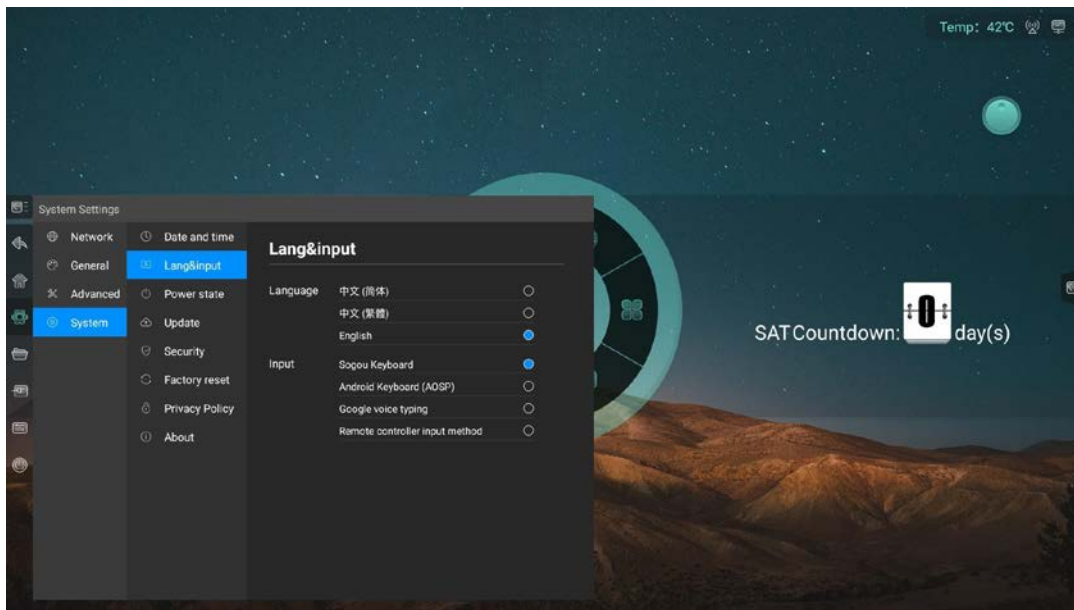 Temp: 42℃
System Settings
Network
General
Advanced
System
Date and time
Lang&input
Power state
Update
Security
Factory reset
Privacy Policy
About
Lang&input
Language
中文 (简体)
中文 (繁體)
English
Input
Sogou Keyboard
Android Keyboard (AOSP)
Google voice typing
Remote controller input method
SAT Countdown: 0 day(s)